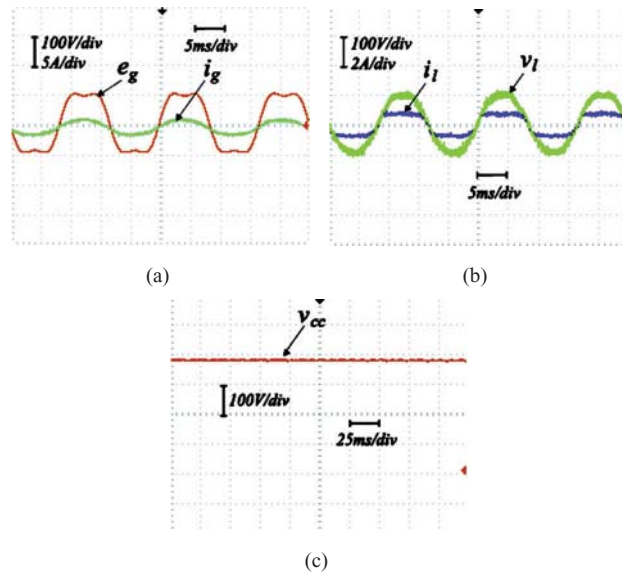 100V/div
5A/div
5ms/div
e_g
i_g
100V/div
2A/div
i_l
v_l
5ms/div
(a)
(b)
v_cc
100V/div
25ms/div
(c)